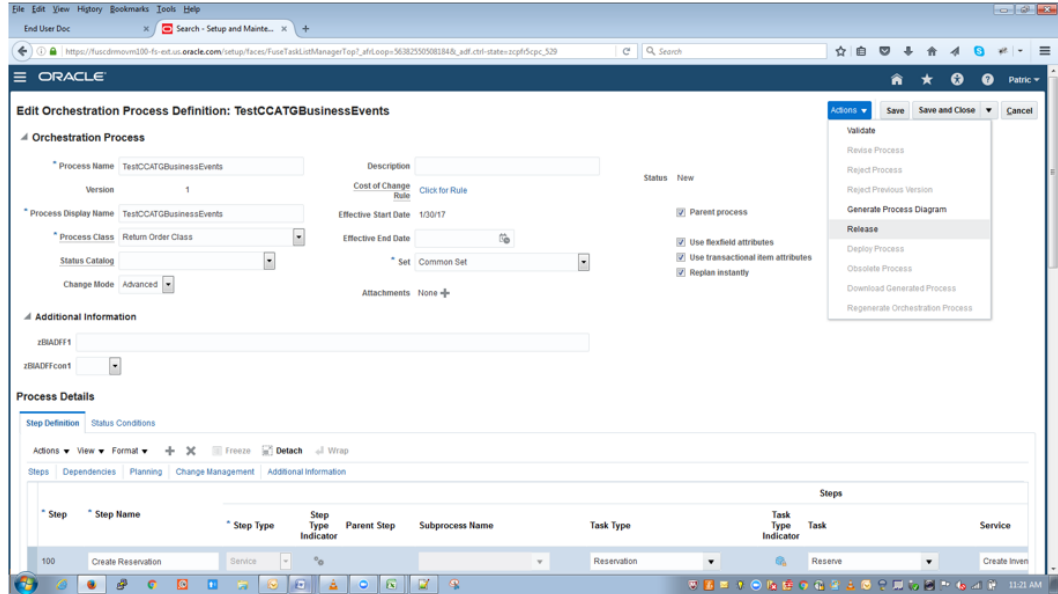 File Edit View History Bookmarks Tools Help
End User Doc × Search - Setup and Mainte... × +
https://fuscdrmovm100-fs-ext.us.oracle.com/setup/faces/FuseTaskListManagerTop?_afrLoop=5638255050818​4&_adf.ctrl-state=zcpfr5cpc_529 Search
ORACLE Patric
Edit Orchestration Process Definition: TestCCATGBusinessEvents Actions Save Save and Close Cancel
Orchestration Process
Validate
Revise Process
Reject Process
Reject Previous Version
Generate Process Diagram
Release
Deploy Process
Obsolete Process
Download Generated Process
Regenerate Orchestration Process
* Process Name TestCCATGBusinessEvents
Version 1
* Process Display Name TestCCATGBusinessEvents
* Process Class Return Order Class
Status Catalog
Change Mode Advanced
Description
Cost of Change
Rule Click for Rule
Effective Start Date 1/30/17
Effective End Date
* Set Common Set
Attachments None
Status New
Parent process
Use flexfield attributes
Use transactional item attributes
Replan instantly
Additional Information
zBIADFF1
zBIADFFcon1
Process Details
Step Definition Status Conditions
Actions View Format Freeze Detach Wrap
Steps Dependencies Planning Change Management Additional Information
Steps
* Step * Step Name * Step Type Step Type Indicator Parent Step Subprocess Name Task Type Task Type Indicator Task Service
100 Create Reservation Service Reservation Reserve Create Inven
11:21 AM